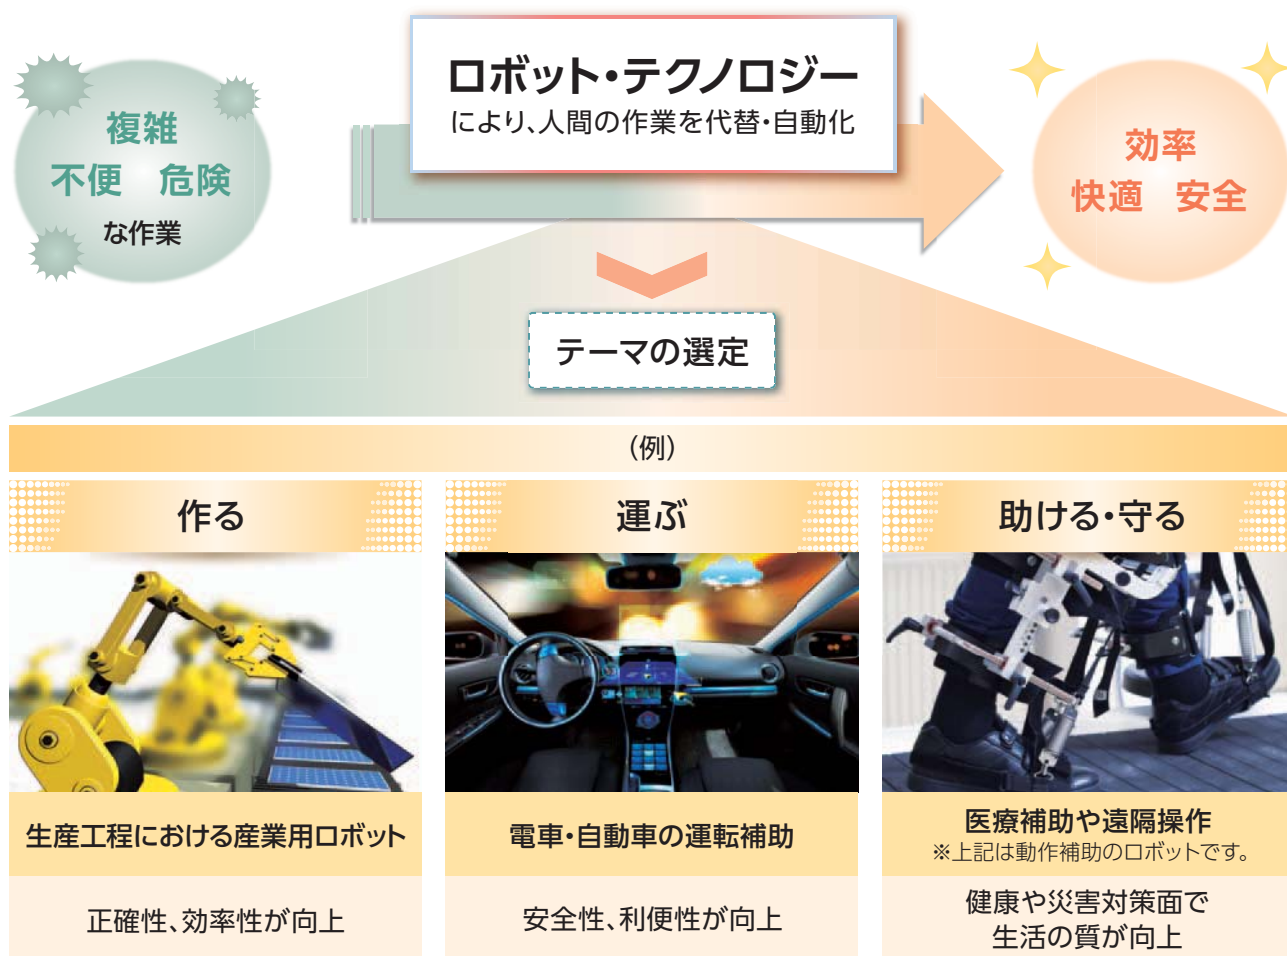 複雑
不便　危険
な作業
ロボット・テクノロジー
により、人間の作業を代替・自動化
効率
快適　安全
テーマの選定
（例）
作る
運ぶ
助ける・守る
生産工程における産業用ロボット
電車・自動車の運転補助
医療補助や遠隔操作
※上記は動作補助のロボットです。
正確性、効率性が向上
安全性、利便性が向上
健康や災害対策面で
生活の質が向上